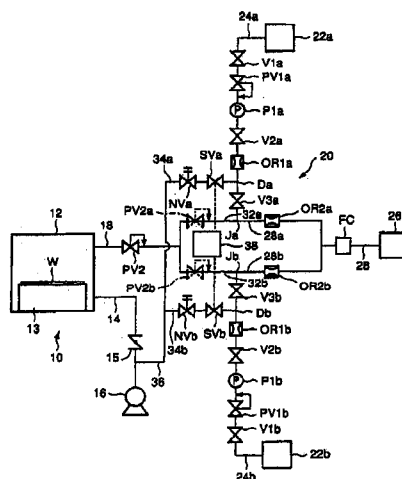 24a
22a
V1a
PV1a
P
P1a
V2a
20
SVa
34a
OR1a
NVa
Da
V3a
PV2a
32a
OR2a
12
18
Ja
28a
FC
26
W
38
PV2
Jb
28b
28
PV2b
32b
OR2b
13
14
V3b
NVb
Db
10
15
34b
SVb
OR1b
36
V2b
16
P
P1b
PV1b
V1b
24b
22b